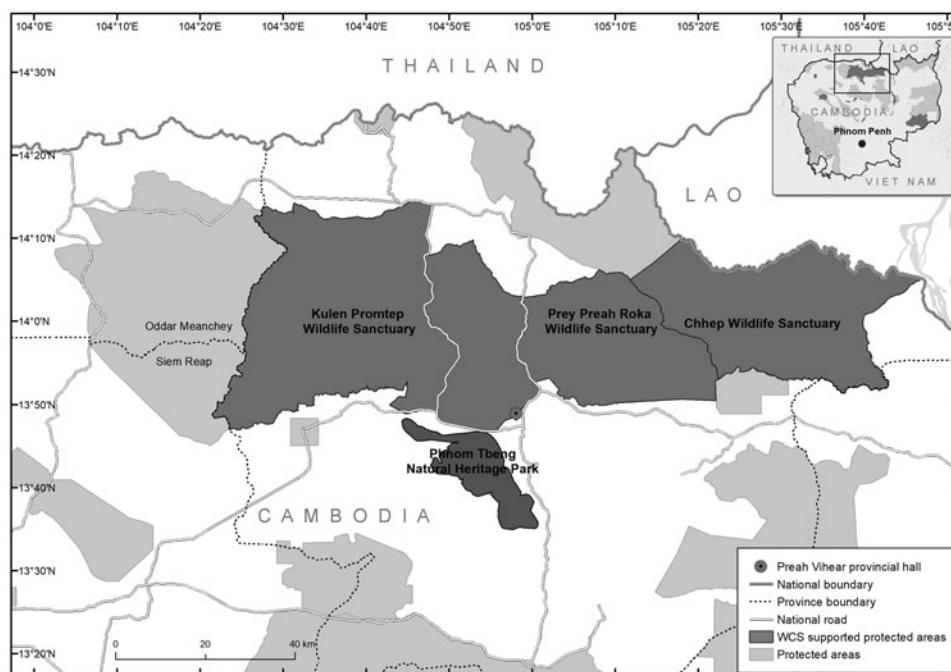 104°0'E 104°10'E 104°20'E 104°30'E 104°40'E 104°50'E 105°0'E 105°10'E 105°20'E 105°30'E 105°40'E 105°5
THAILAND
14°30'N
14°20'N
14°10'N
14°0'N
13°50'N
13°40'N
13°30'N
13°20'N
THAILAND LAO
CAMBODIA
Phnom Penh
VIET NAM
LAO
Oddar Meanchey
Siem Reap
Kulen Promtep
Wildlife Sanctuary
Prey Preah Roka
Wildlife Sanctuary
Chhep Wildlife Sanctuary
Phnom Tbeng
Natural Heritage Park
CAMBODIA
0 20 40 km
Preah Vihear provincial hall
National boundary
Province boundary
National road
WCS supported protected areas
Protected areas